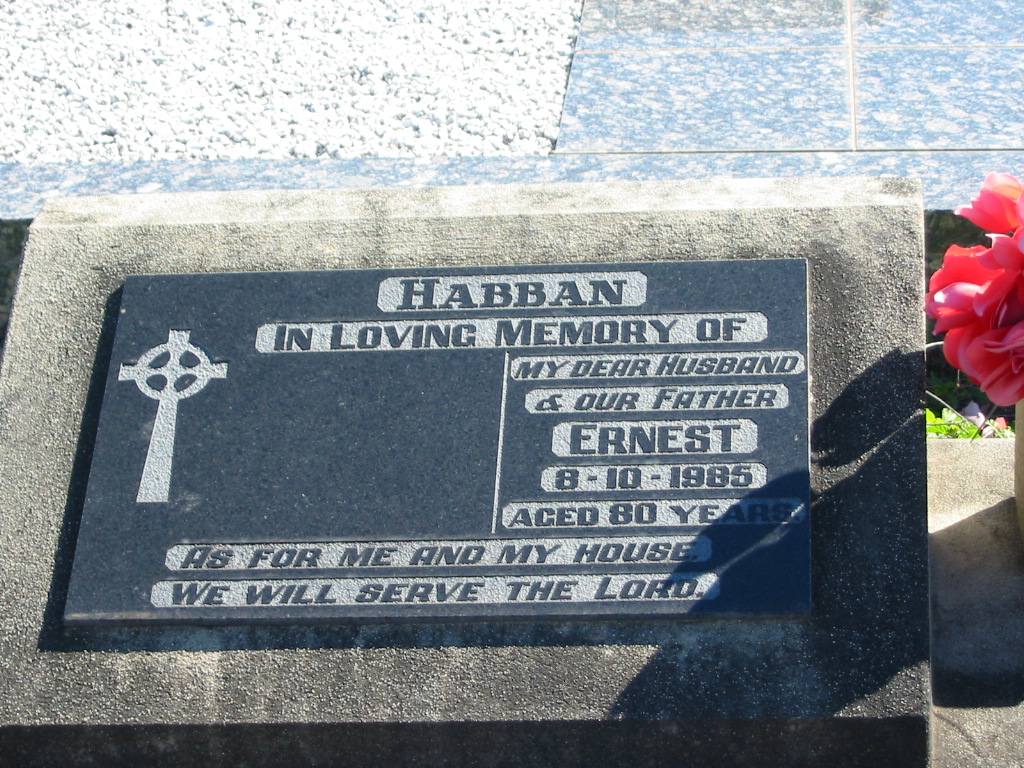 HABBAN
IN LOVING MEMORY OF
MY DEAR HUSBAND
& OUR FATHER
ERNEST
8-10-1985
AGED 80 YEARS.
AS FOR ME AND MY HOUSE
WE WILL SERVE THE LORD.